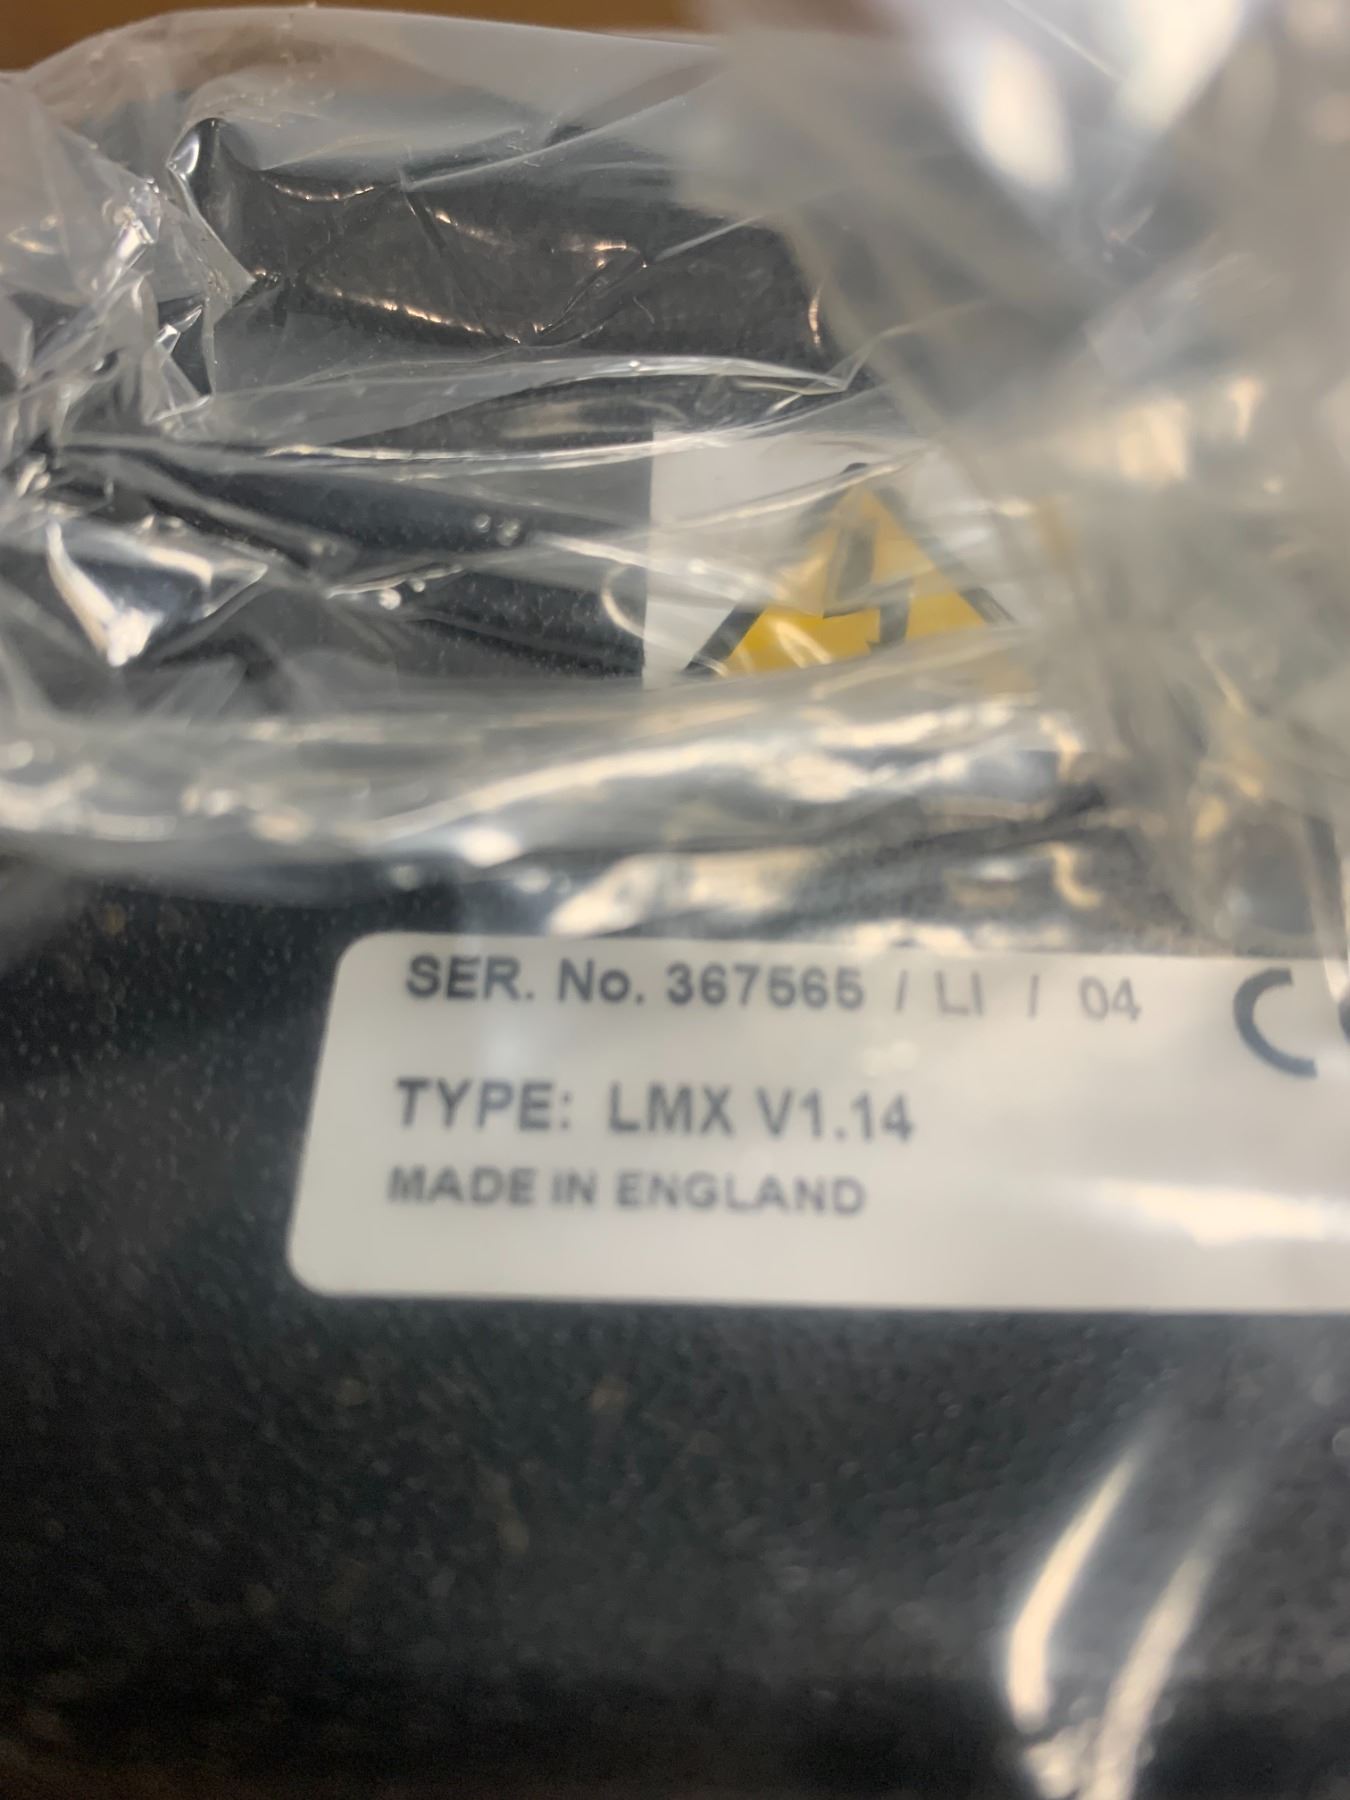 SER. No. 367565 / LI / 04
TYPE: LMX V1.14
MADE IN ENGLAND